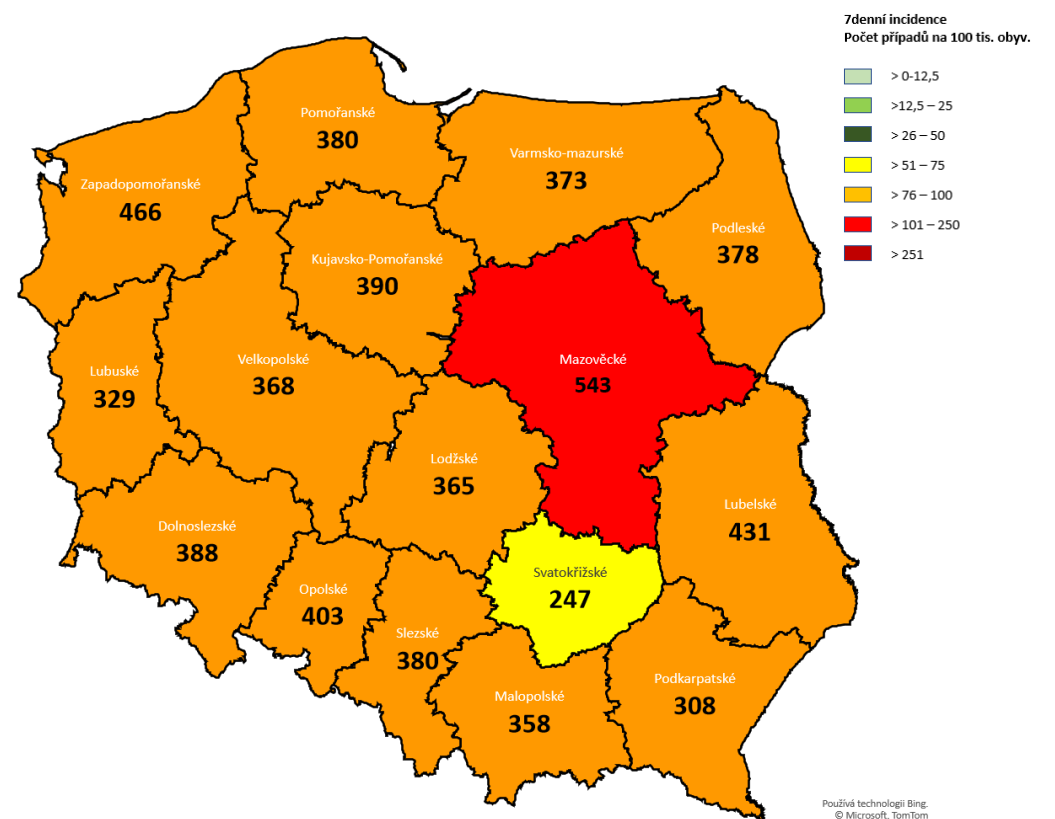 7denní incidence
Počet případů na 100 tis. obyv.
> 0-12,5
>12,5 – 25
> 26 – 50
> 51 – 75
> 76 – 100
> 101 – 250
> 251
Pomořanské
380
Varmsko-mazurské
373
Zapadopomořanské
466
Podleské
378
Kujavsko-Pomořanské
390
Mazověcké
543
Velkopolské
368
Lubuské
329
Lodžské
365
Lubelské
431
Dolnoslezské
388
Svatokřížské
247
Opolské
403
Slezské
380
Malopolské
358
Podkarpatské
308
Používá technologii Bing.
© Microsoft, TomTom